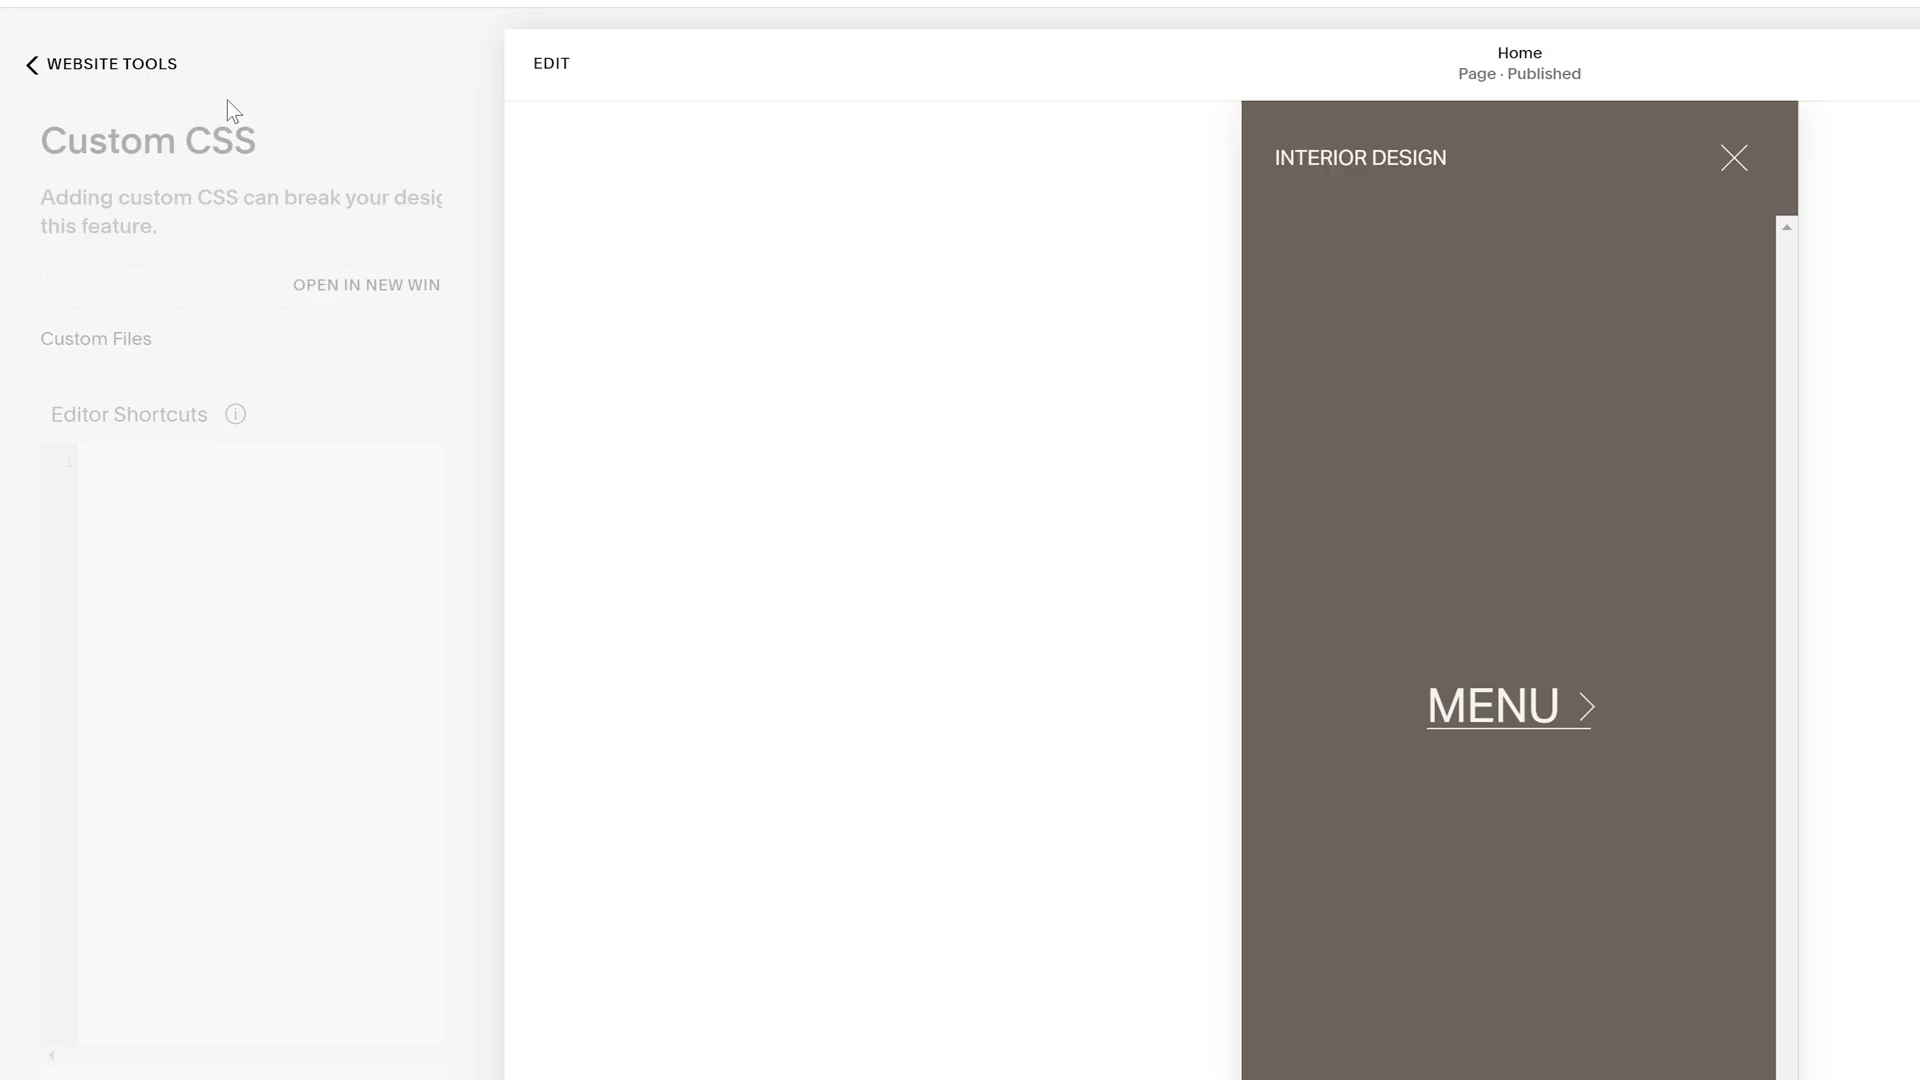 WEBSITE TOOLS
Custom CSS
Adding custom CSS can break your desig
this feature.
OPEN IN NEW WIN
Custom Files
Editor Shortcuts
1
EDIT
Home
Page · Published
INTERIOR DESIGN
MENU